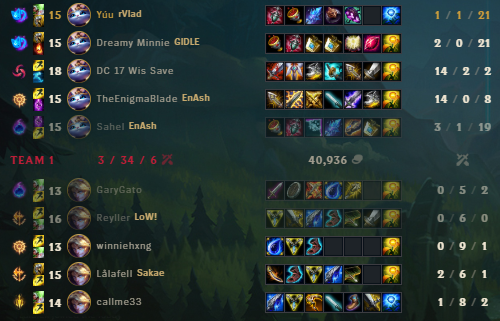 15 Yúu rVlad 1 / 1 / 21
15 Dreamy Minnie GIDLE 2 / 0 / 21
18 DC 17 Wis Save 14 / 2 / 2
15 TheEnigmaBlade EnAsh 14 / 0 / 8
15 Sahel EnAsh 3 / 1 / 19
TEAM 1 3 / 34 / 6 40,936
13 GaryGato 0 / 5 / 2
16 Reyller LoW! 0 / 6 / 0
13 winniehxng 0 / 9 / 1
15 Lålafell Sakae 2 / 6 / 1
14 callme33 1 / 8 / 2